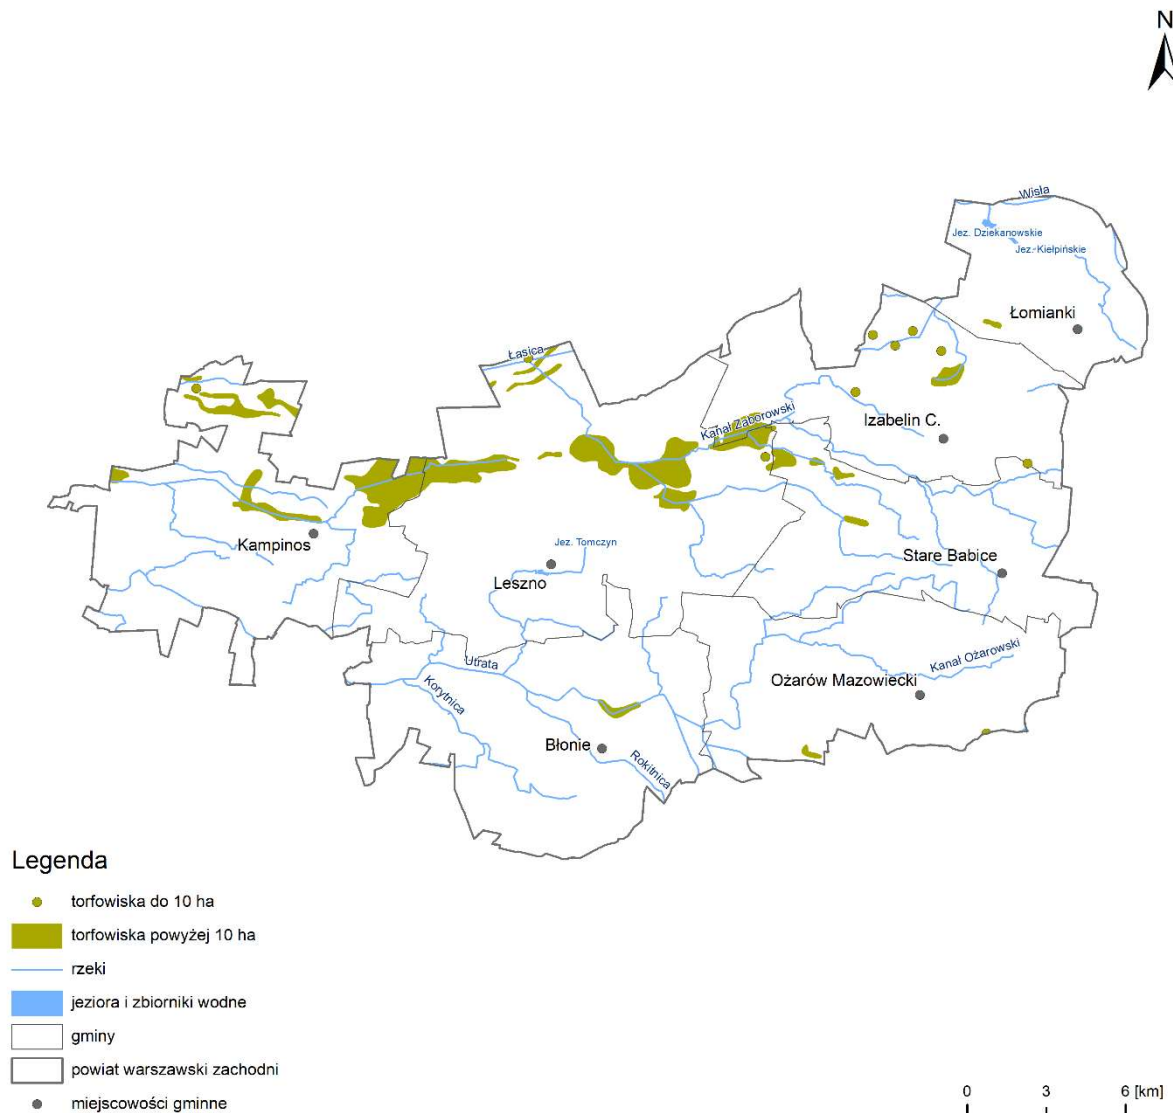 N
Wisła
Jez. Dziekanowskie
Jez. Kiełpińskie
Łomianki
Łasica
Kanał Zaborowski
Izabelin C.
Kampinos
Jez. Tomczyn
Leszno
Stare Babice
Utrata
Kanał Ożarowski
Korytnica
Ożarów Mazowiecki
Błonie
Rokitnica
Legenda
torfowiska do 10 ha
torfowiska powyżej 10 ha
rzeki
jeziora i zbiorniki wodne
gminy
powiat warszawski zachodni
miejscowości gminne
0 3 6 [km]